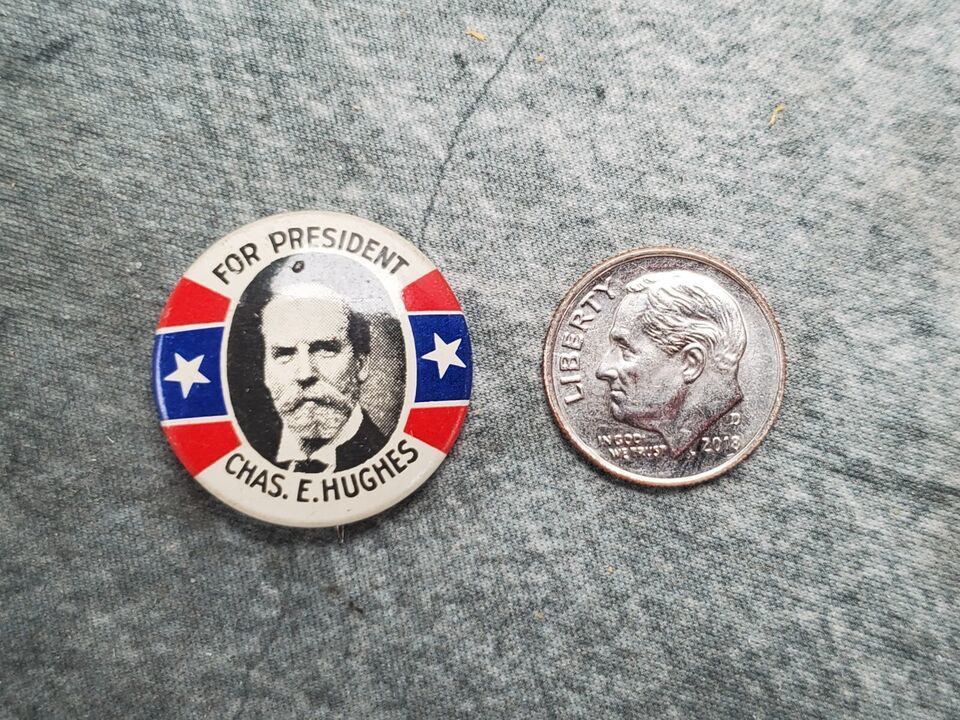 FOR PRESIDENT
CHAS. E. HUGHES
LIBERTY
IN GOD
WE TRUST
D
2018